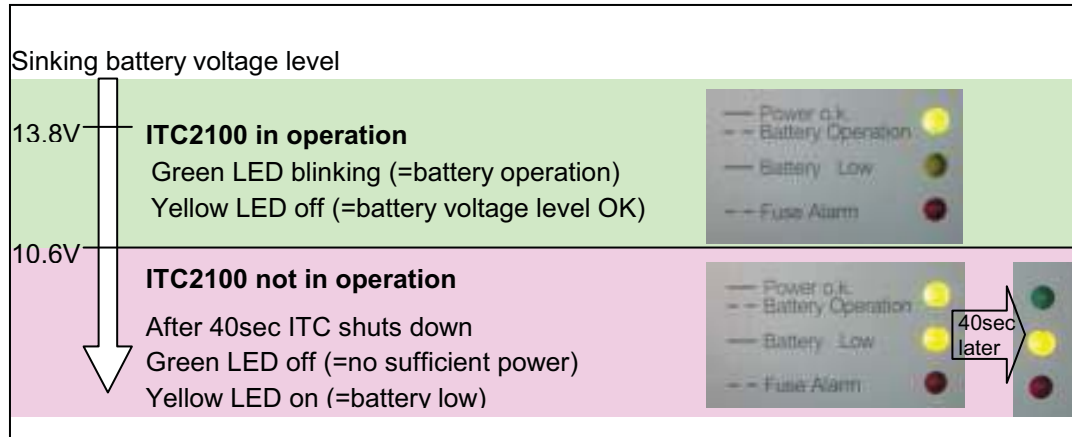 Sinking battery voltage level
13.8V
ITC2100 in operation
Green LED blinking (=battery operation)
Yellow LED off (=battery voltage level OK)
Power o.k.
Battery Operation
Battery Low
Fuse Alarm
10.6V
ITC2100 not in operation
After 40sec ITC shuts down
Green LED off (=no sufficient power)
Yellow LED on (=battery low)
Power o.k.
Battery Operation
Battery Low
Fuse Alarm
40sec
later